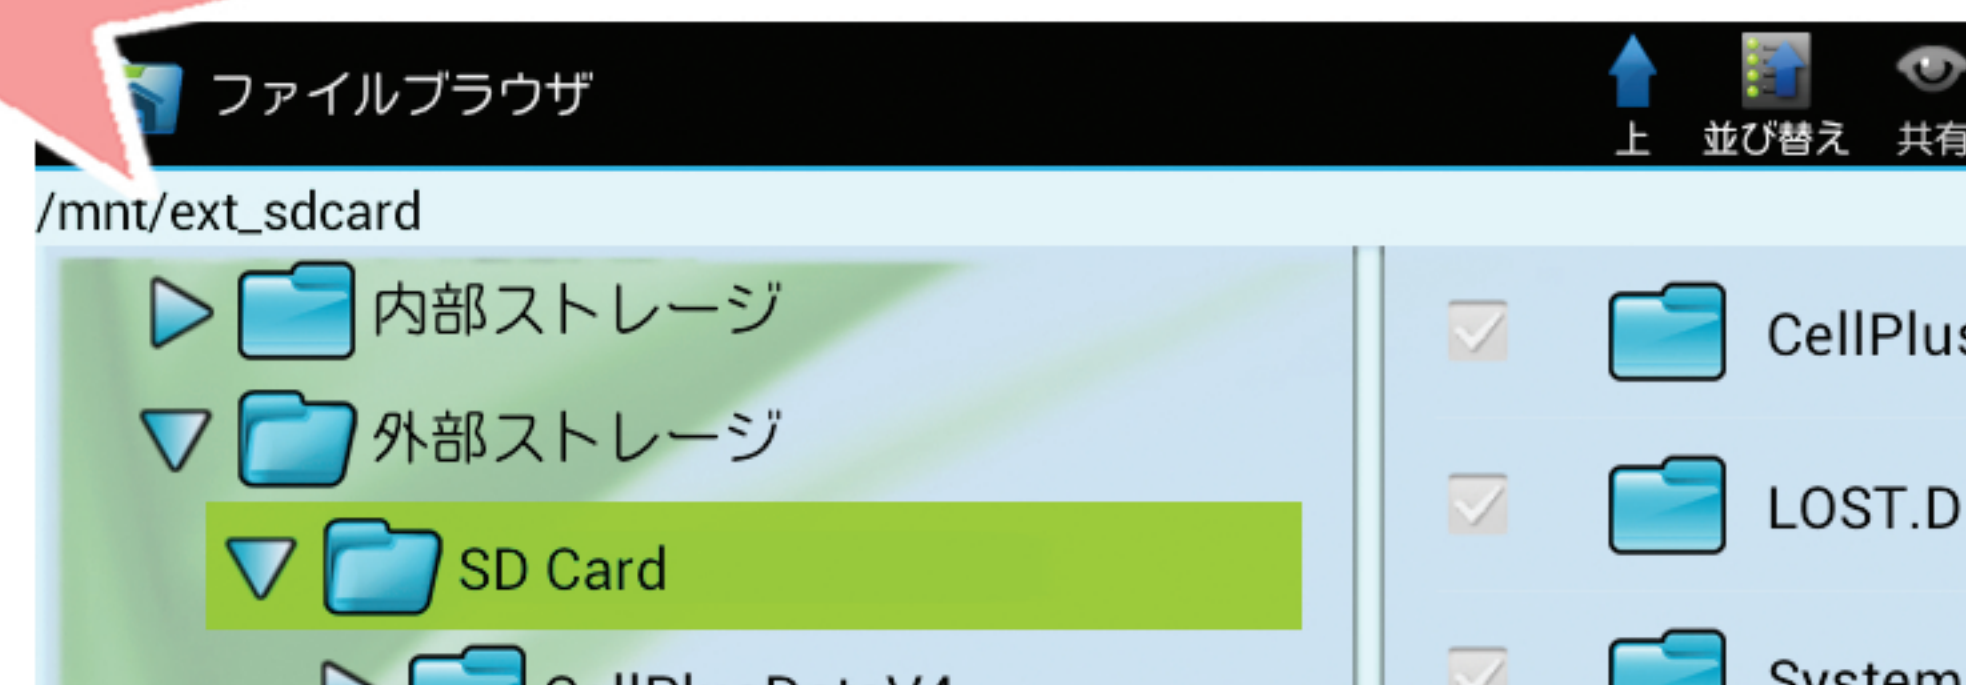 ファイルブラウザ
上 並び替え 共有
/mnt/ext_sdcard
内部ストレージ
外部ストレージ
SD Card
CellPlus
LOST.D
System